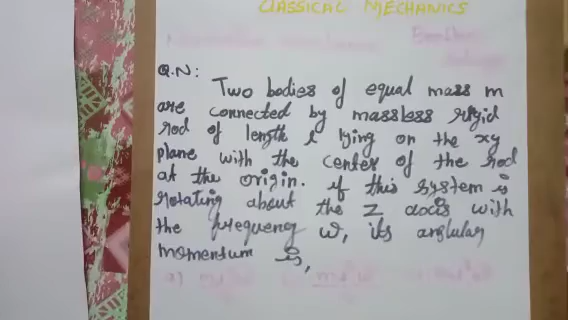 CLASSICAL MECHANICS
Q.N:
Two bodies of equal mass m
are connected by massless rigid
rod of length l lying on the xy
plane with the center of the rod
at the origin. if this system is
rotating about the Z axis with
the frequency ω, its anglular
momentum is,